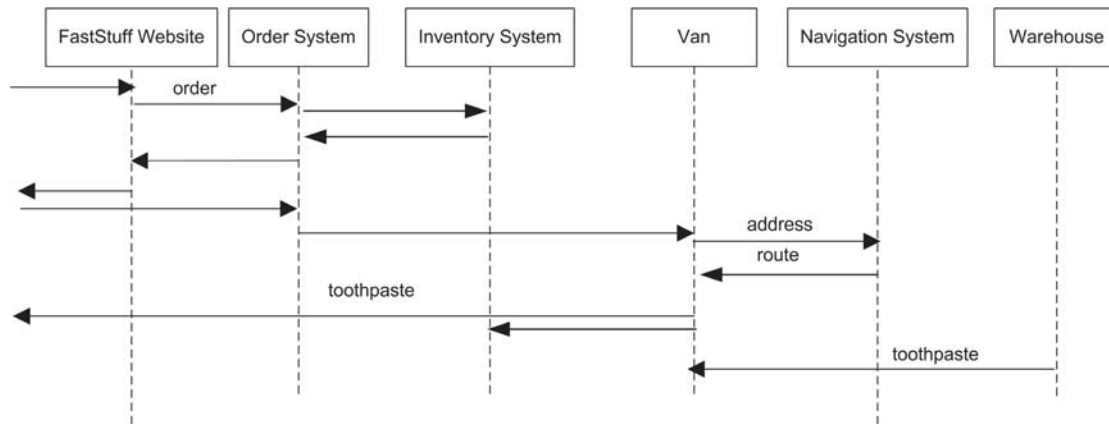 FastStuff Website
Order System
Inventory System
Van
Navigation System
Warehouse
order
address
route
toothpaste
toothpaste